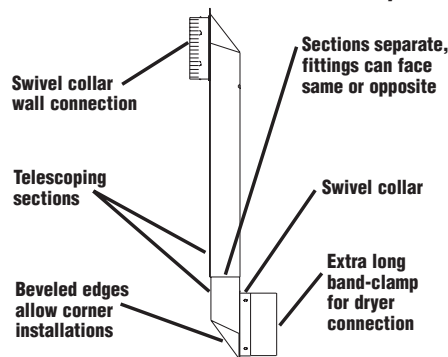 Sections separate,
fittings can face
same or opposite
Swivel collar
wall connection
Telescoping
sections
Swivel collar
Extra long
band-clamp
for dryer
connection
Beveled edges
allow corner
installations